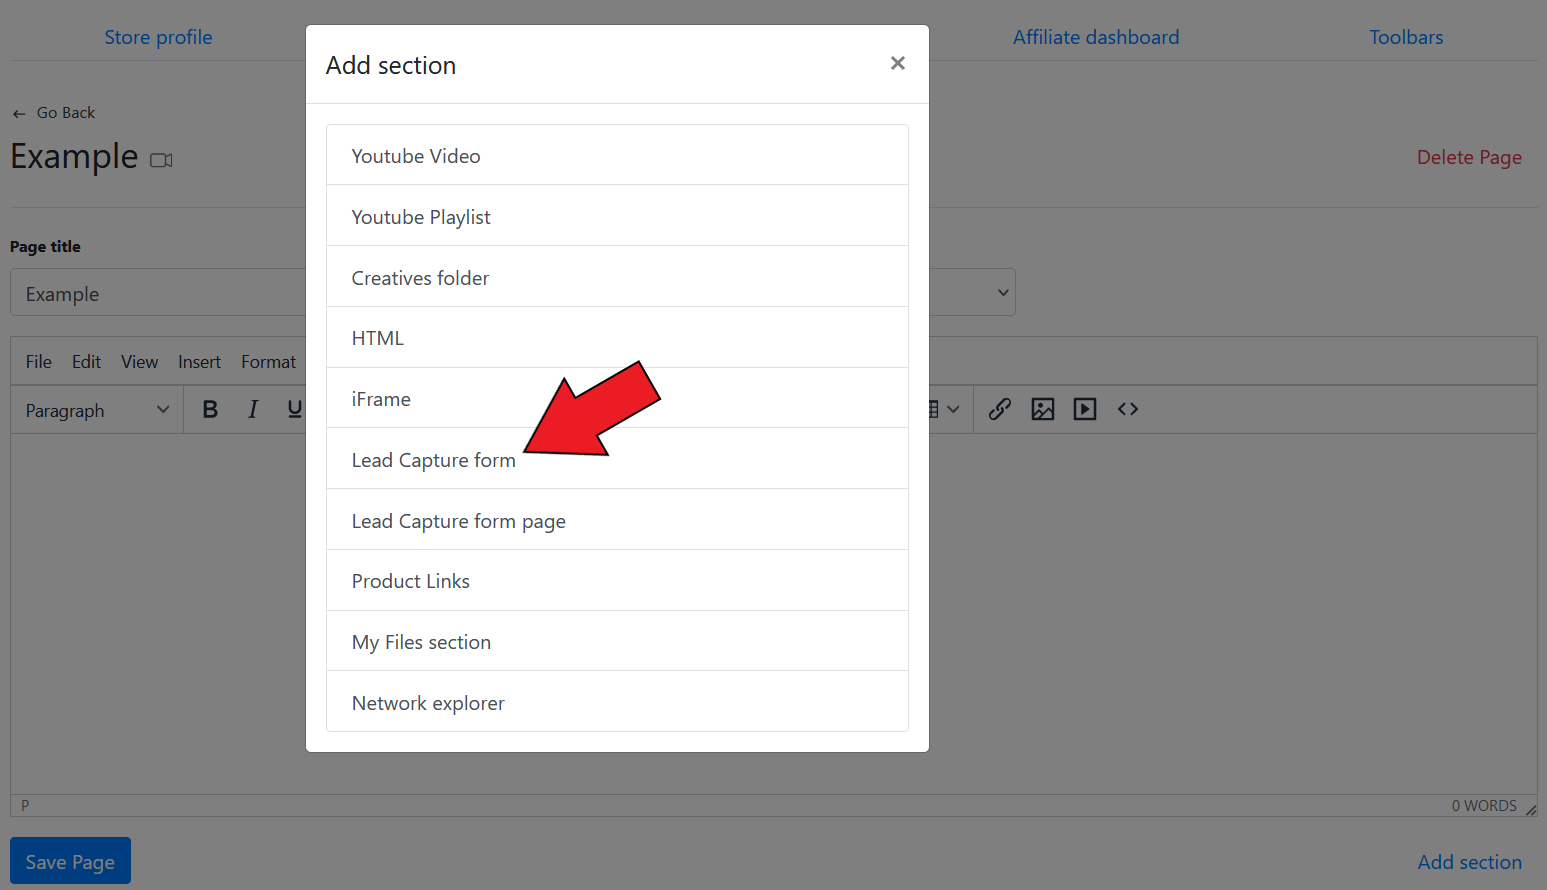 Store profile
Affiliate dashboard
Toolbars
Add section
← Go Back
Example
Delete Page
Youtube Video
Youtube Playlist
Page title
Creatives folder
Example
HTML
File Edit View Insert Format
iFrame
Paragraph B I U
Lead Capture form
Lead Capture form page
Product Links
My Files section
Network explorer
P
0 WORDS
Save Page
Add section